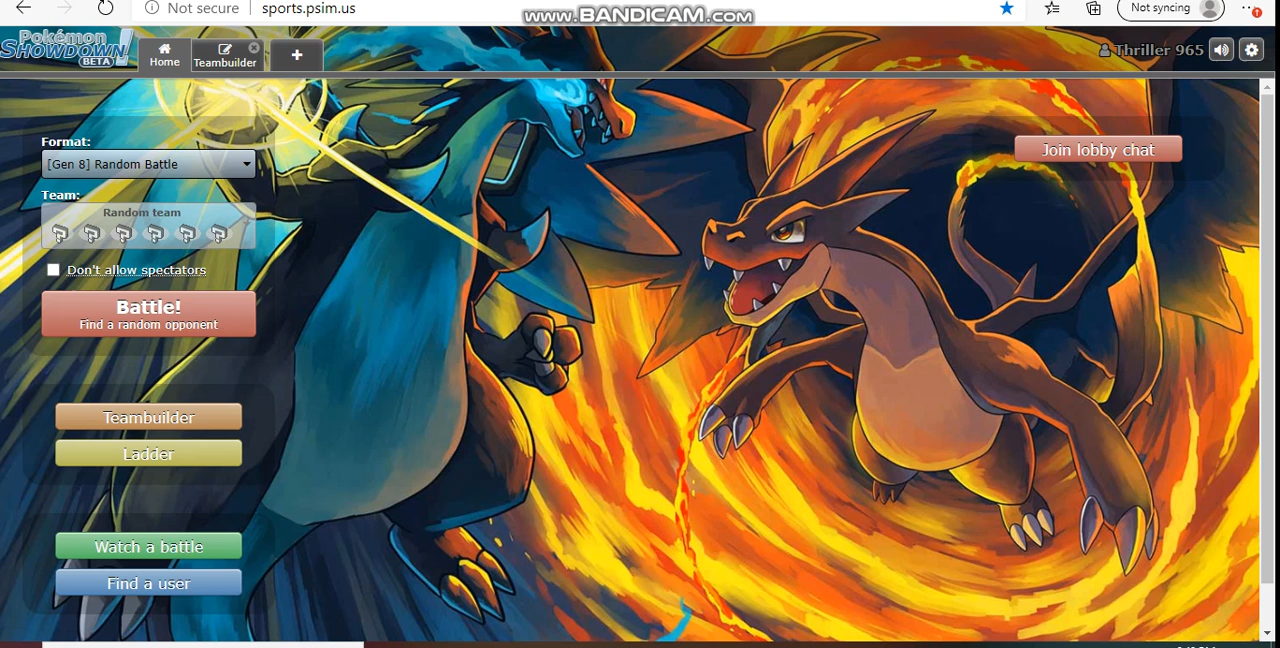 Not secure
sports.psim.us
www.BANDICAM.com
Not syncing
Pokémon
SHOWDOWN!
BETA
Home
Teambuilder
+
Thriller 965
Format:
[Gen 8] Random Battle
Team:
Random team
Don't allow spectators
Battle!
Find a random opponent
Join lobby chat
Teambuilder
Ladder
Watch a battle
Find a user